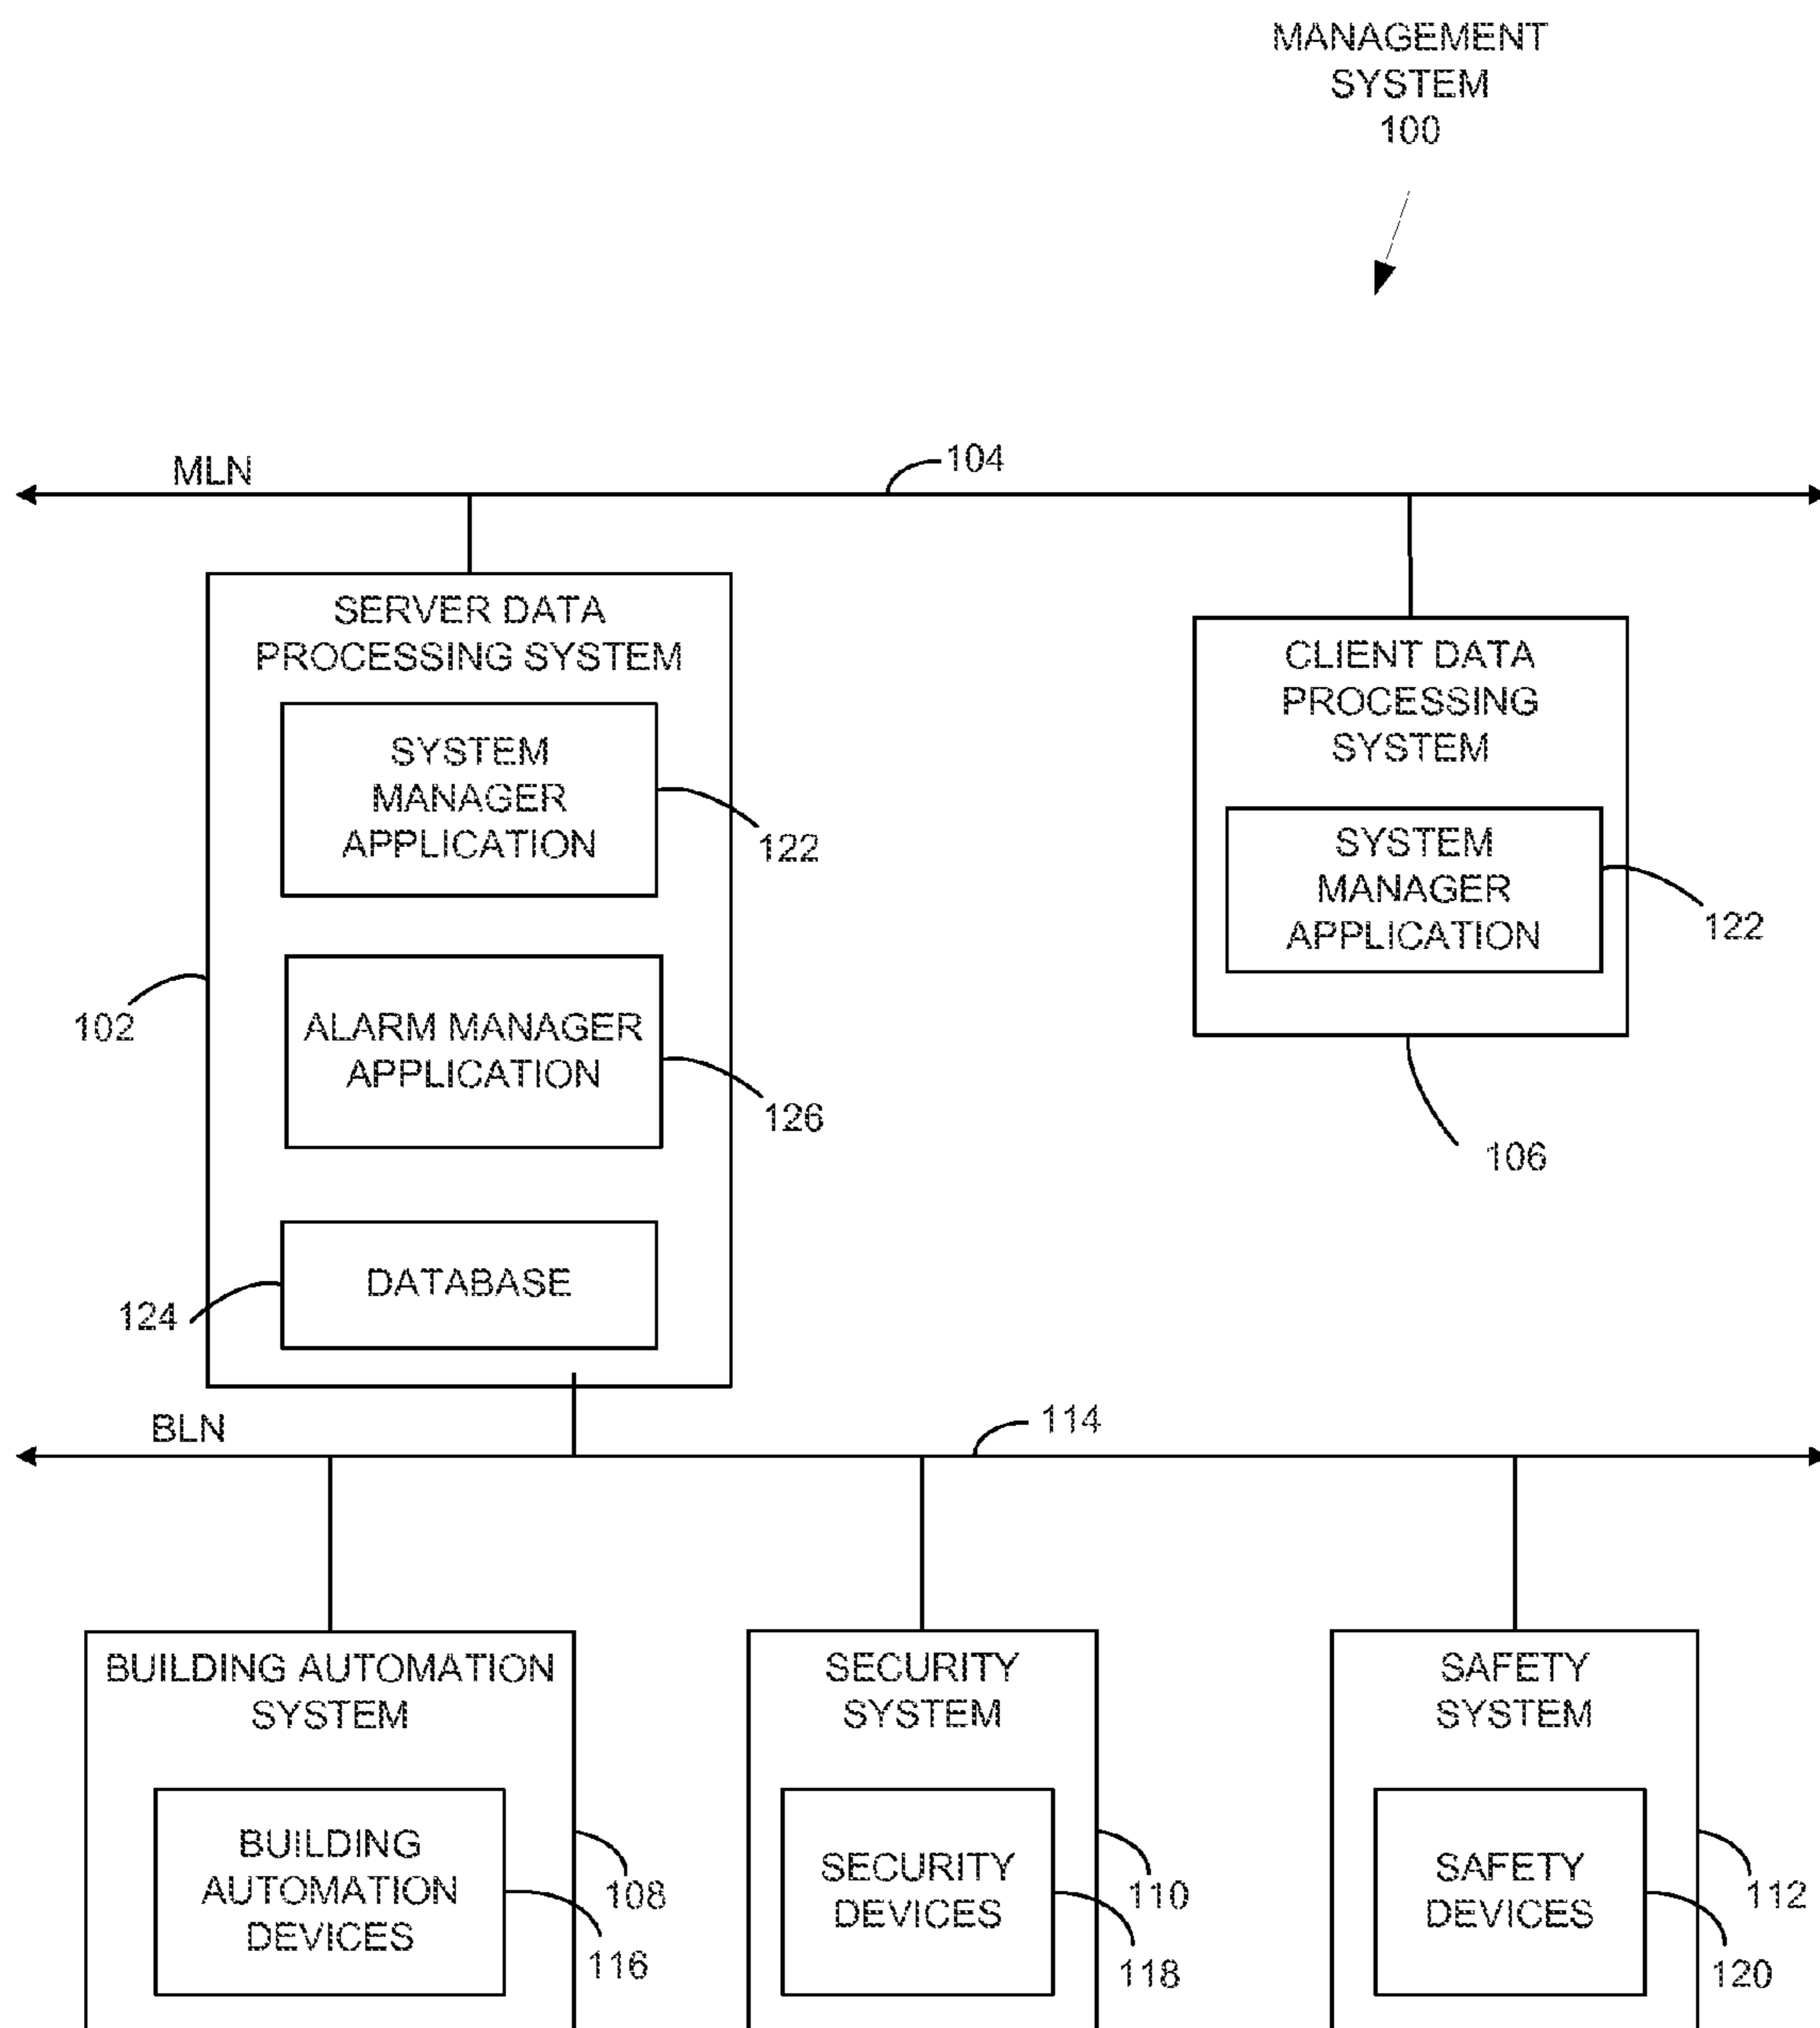 MANAGEMENT
SYSTEM
100
MLN
104
SERVER DATA
PROCESSING SYSTEM
SYSTEM
MANAGER
APPLICATION
122
ALARM MANAGER
APPLICATION
126
102
DATABASE
124
CLIENT DATA
PROCESSING
SYSTEM
SYSTEM
MANAGER
APPLICATION
122
106
BLN
114
BUILDING AUTOMATION
SYSTEM
BUILDING
AUTOMATION
DEVICES
108
116
SECURITY
SYSTEM
SECURITY
DEVICES
110
118
SAFETY
SYSTEM
SAFETY
DEVICES
112
120